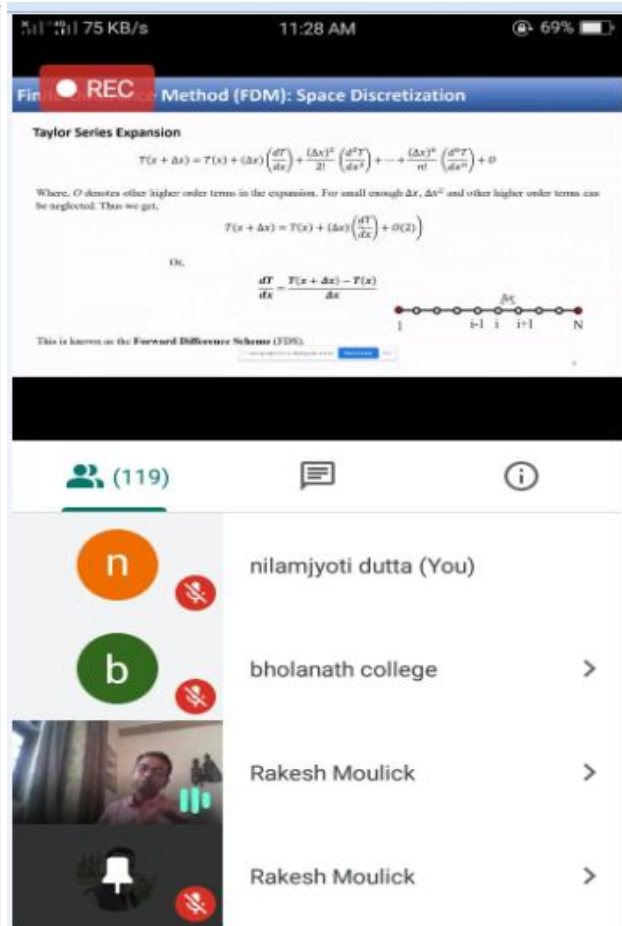 75 KB/s 11:28 AM 69%
REC
Method (FDM): Space Discretization
Taylor Series Expansion
T(x + Δx) = T(x) + (Δx)(dT/dx) + (Δx)²/2! (d²T/dx²) + ⋯ + (Δx)ⁿ/n! (dⁿT/dxⁿ) + O
Where, O denotes other higher order terms in the expansion. For small enough Δx, Δx² and other higher order terms can
be neglected. Thus we get,
T(x + Δx) = T(x) + (Δx)(dT/dx) + O(2))
Or,
dT/dx = T(x + Δx) − T(x)/Δx
Δx
1 i-1 i i+1 N
This is known as the Forward Difference Scheme (FDS).
(119)
n
nilamjyoti dutta (You)
b
bholanath college
Rakesh Moulick
Rakesh Moulick